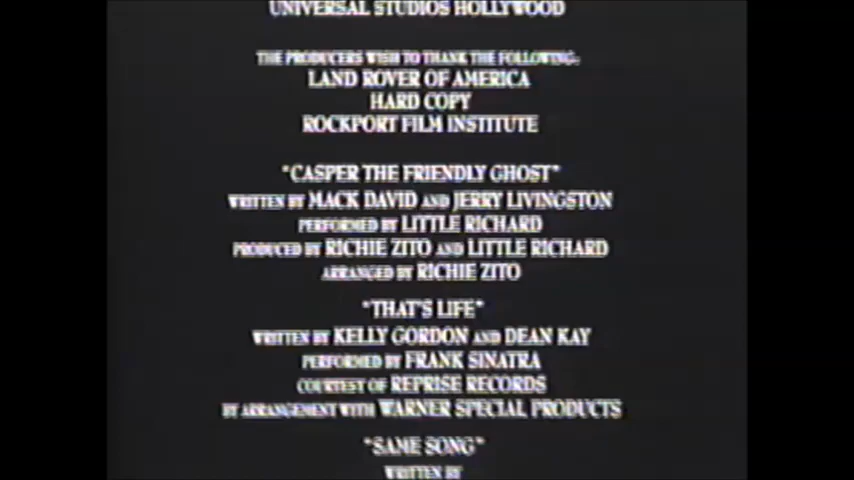 UNIVERSAL STUDIOS HOLLYWOOD
THE PRODUCERS WISH TO THANK THE FOLLOWING:
LAND ROVER OF AMERICA
HARD COPY
ROCKPORT FILM INSTITUTE
"CASPER THE FRIENDLY GHOST"
WRITTEN BY MACK DAVID AND JERRY LIVINGSTON
PERFORMED BY LITTLE RICHARD
PRODUCED BY RICHIE ZITO AND LITTLE RICHARD
ARRANGED BY RICHIE ZITO
"THAT'S LIFE"
WRITTEN BY KELLY GORDON AND DEAN KAY
PERFORMED BY FRANK SINATRA
COURTESY OF REPRISE RECORDS
BY ARRANGEMENT WITH WARNER SPECIAL PRODUCTS
"SAME SONG"
WRITTEN BY